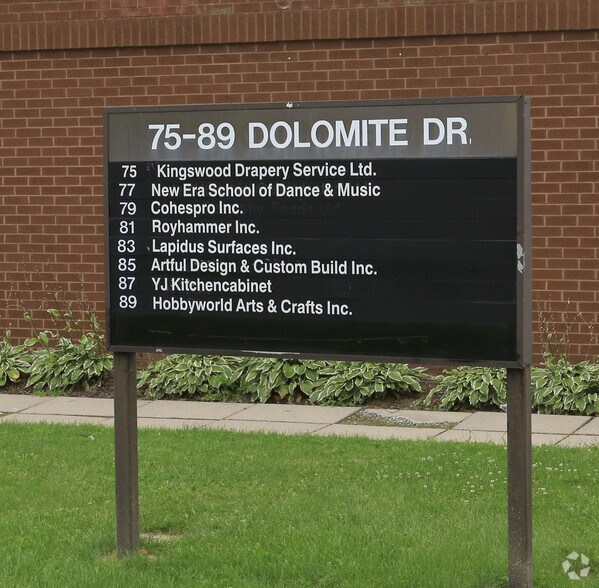 75-89 DOLOMITE DR.
75 Kingswood Drapery Service Ltd.
77 New Era School of Dance & Music
79 Cohespro Inc.
81 Royhammer Inc.
83 Lapidus Surfaces Inc.
85 Artful Design & Custom Build Inc.
87 YJ Kitchencabinet
89 Hobbyworld Arts & Crafts Inc.